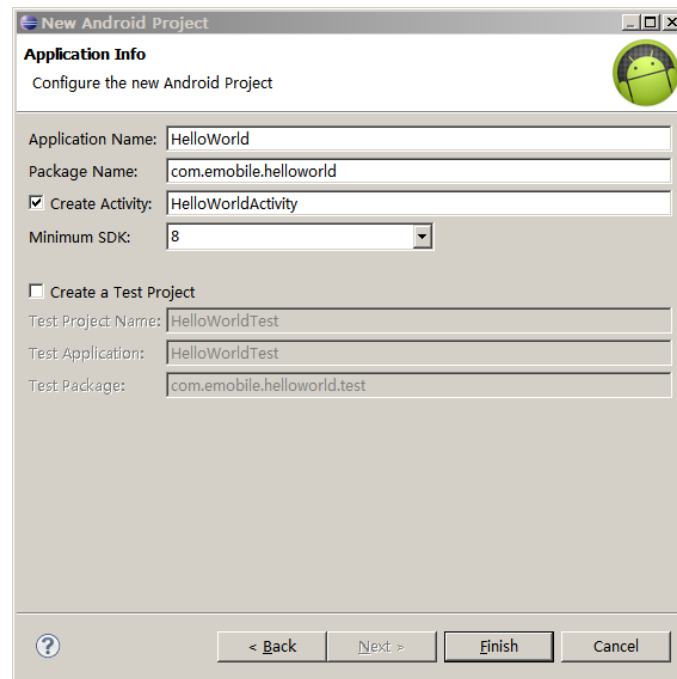 New Android Project
Application Info
Configure the new Android Project
Application Name: HelloWorld
Package Name: com.emobile.helloworld
Create Activity: HelloWorldActivity
Minimum SDK: 8
Create a Test Project
Test Project Name: HelloWorldTest
Test Application: HelloWorldTest
Test Package: com.emobile.helloworld.test
? < Back Next > Finish Cancel